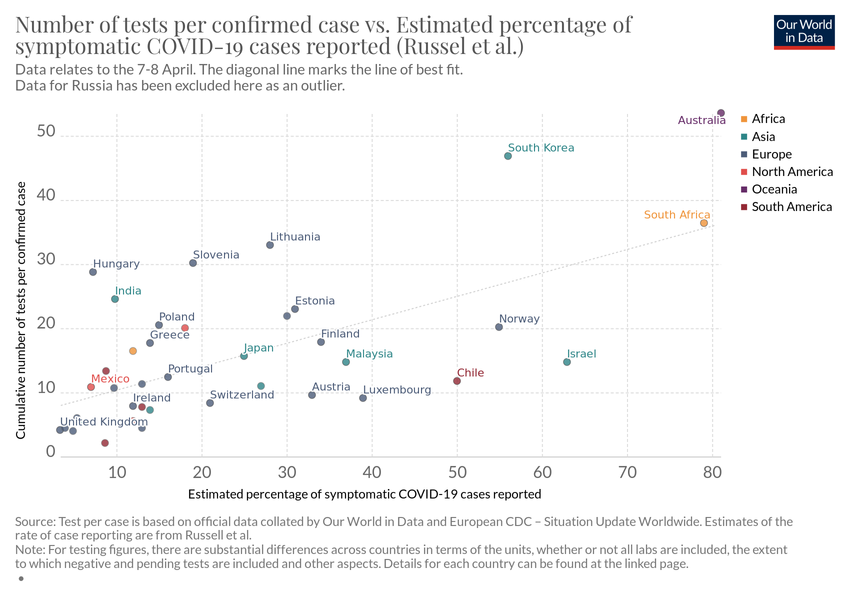 Number of tests per confirmed case vs. Estimated percentage of
symptomatic COVID-19 cases reported (Russel et al.)
Our World
in Data
Data relates to the 7-8 April. The diagonal line marks the line of best fit.
Data for Russia has been excluded here as an outlier.
Cumulative number of tests per confirmed case
50
40
30
20
10
0
Australia
South Korea
South Africa
Lithuania
Slovenia
Hungary
India
Estonia
Poland
Norway
Greece
Finland
Japan
Malaysia
Israel
Portugal
Mexico
Chile
Austria
Luxembourg
Switzerland
Ireland
United Kingdom
10
20
30
40
50
60
70
80
Estimated percentage of symptomatic COVID-19 cases reported
Africa
Asia
Europe
North America
Oceania
South America
Source: Test per case is based on official data collated by Our World in Data and European CDC – Situation Update Worldwide. Estimates of the
rate of case reporting are from Russell et al.
Note: For testing figures, there are substantial differences across countries in terms of the units, whether or not all labs are included, the extent
to which negative and pending tests are included and other aspects. Details for each country can be found at the linked page.